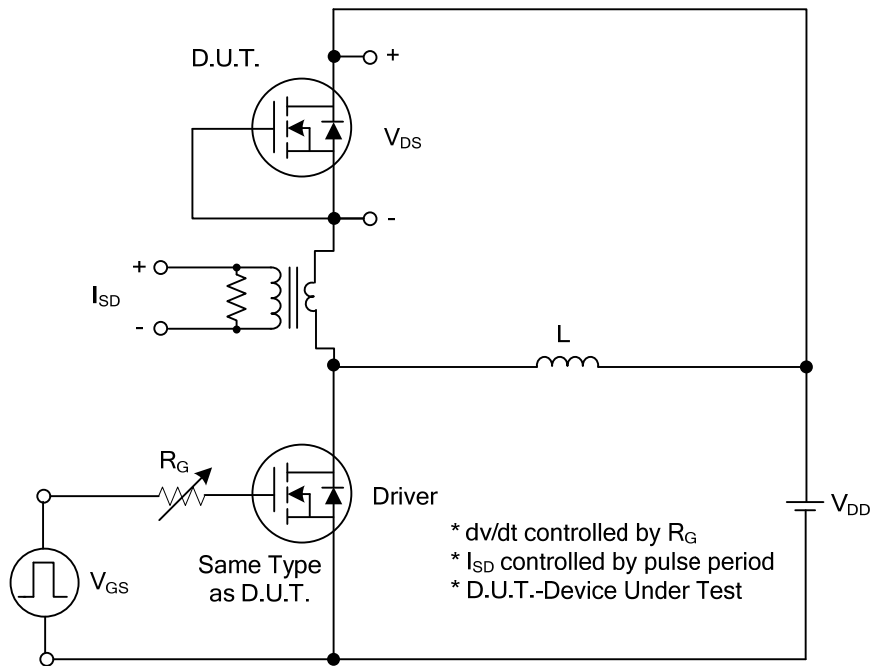 D.U.T.
+
VDS
-
+
ISD
-
L
RG
Driver
VDD
VGS
Same Type
as D.U.T.
* dv/dt controlled by RG
* ISD controlled by pulse period
* D.U.T.-Device Under Test